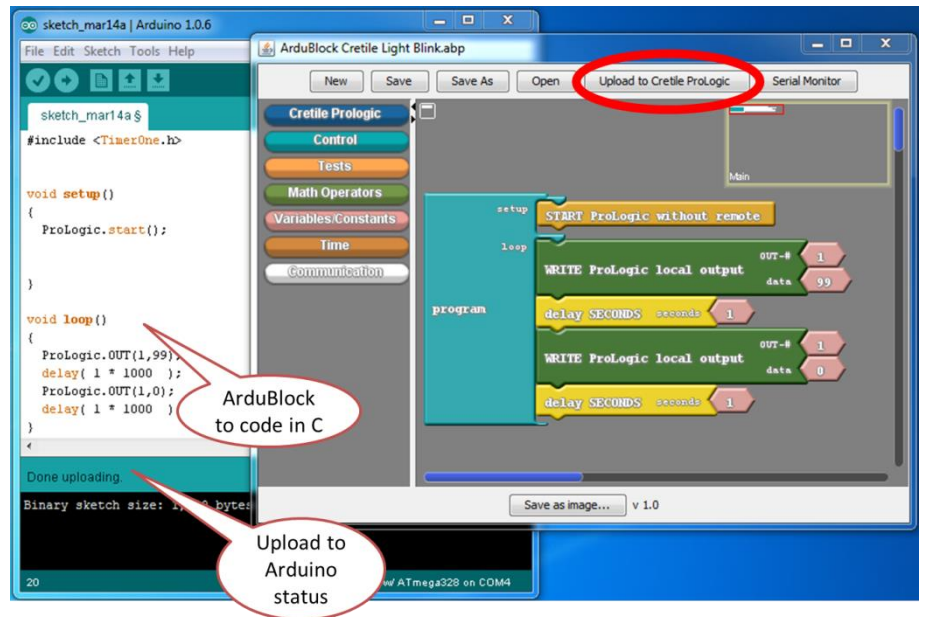 sketch_mar14a | Arduino 1.0.6
File Edit Sketch Tools Help
sketch_mar14a §
#include <TimerOne.h>
void setup()
{
ProLogic.start();
}
void loop()
{
ProLogic.OUT(1,99);
delay( 1 * 1000 );
ProLogic.OUT(1,0);
delay( 1 * 1000 )
}
Done uploading.
Binary sketch size: bytes
20
ATmega328 on COM4
ArduBlock
to code in C
Upload to
Arduino
status
ArduBlock Cretile Light Blink.abp
New Save Save As Open Upload to Cretile ProLogic Serial Monitor
Cretile Prologic
Control
Tests
Math Operators
Variables/Constants
Time
Communication
Main
program
setup
START ProLogic without remote
loop
WRITE ProLogic local output OUT-# 1
data 99
delay SECONDS seconds 1
WRITE ProLogic local output OUT-# 1
data 0
delay SECONDS seconds 1
Save as image... v 1.0